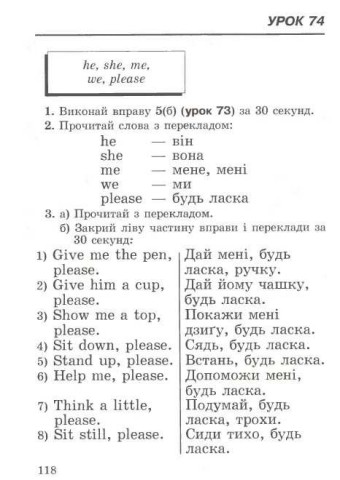 УРОК 74
he, she, me,
we, please
1. Виконай вправу 5(б) (урок 73) за 30 секунд.
2. Прочитай слова з перекладом:
he — він
she — вона
me — мене, мені
we — ми
please — будь ласка
3. а) Прочитай з перекладом.
б) Закрий ліву частину вправи і переклади за
30 секунд:
1) Give me the pen, Дай мені, будь
please. ласка, ручку.
2) Give him a cup, Дай йому чашку,
please. будь ласка.
3) Show me a top, Покажи мені
please. дзиґу, будь ласка.
4) Sit down, please. Сядь, будь ласка.
5) Stand up, please. Встань, будь ласка.
6) Help me, please. Допоможи мені,
будь ласка.
7) Think a little, Подумай, будь
please. ласка, трохи.
8) Sit still, please. Сиди тихо, будь
ласка.
118